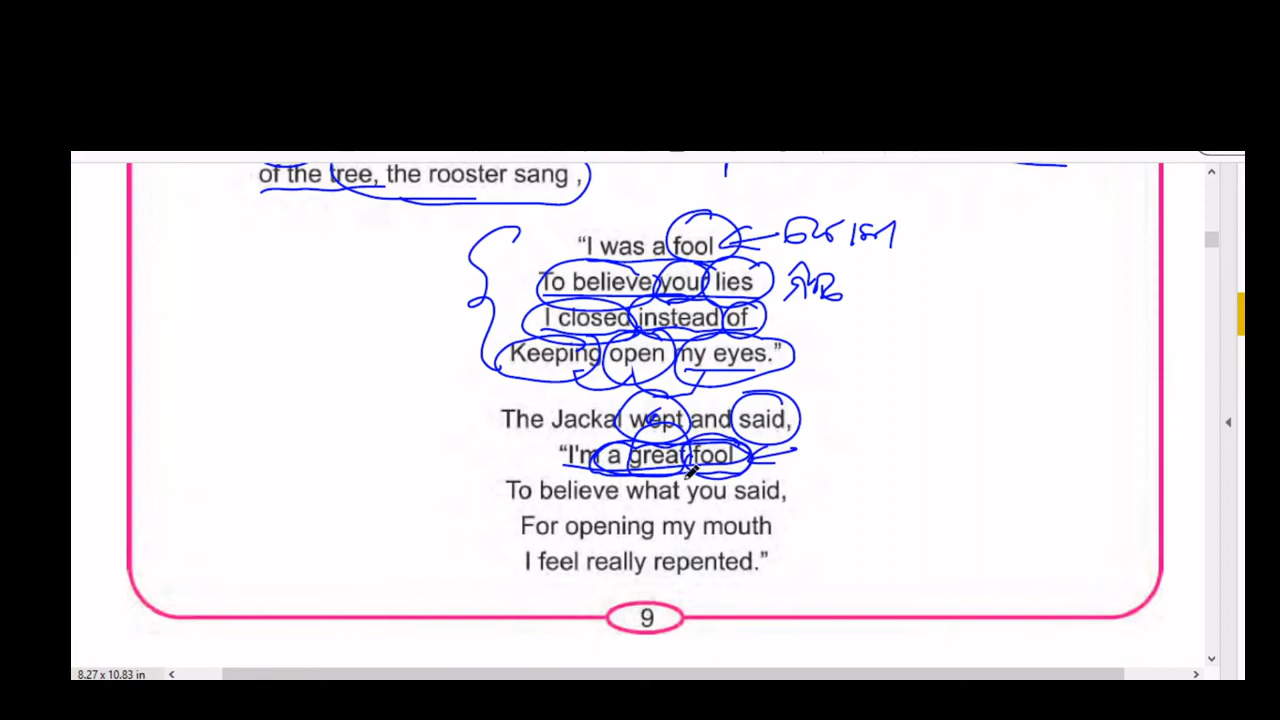 of the tree, the rooster sang ,
“I was a fool
To believe your lies
I closed instead of
Keeping open my eyes.”
The Jackal wept and said,
“I'm a great fool
To believe what you said,
For opening my mouth
I feel really repented.”
9
8.27 x 10.83 in